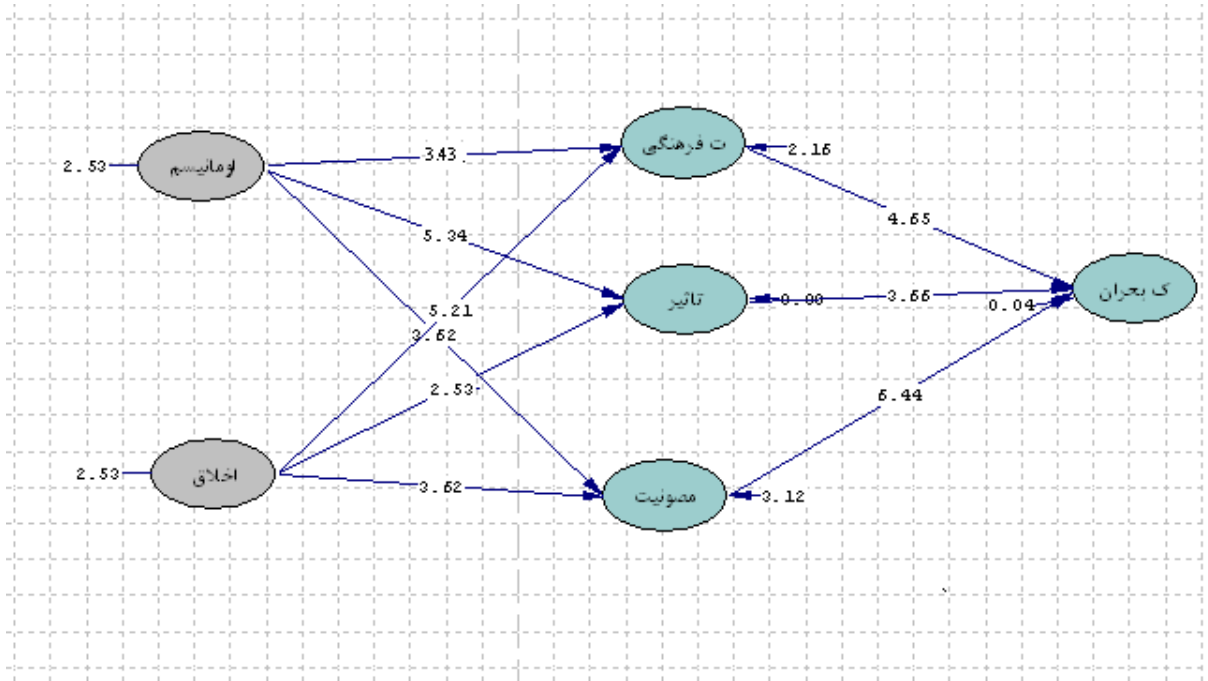 2.53
اومانیسم
3.43
ت فرهنگی
2.15
4.65
5.34
تاثیر
0.00
3.66
0.04
ک بحران
5.21
3.62
2.53
6.44
2.53
اخلاق
3.62
مصونیت
3.12